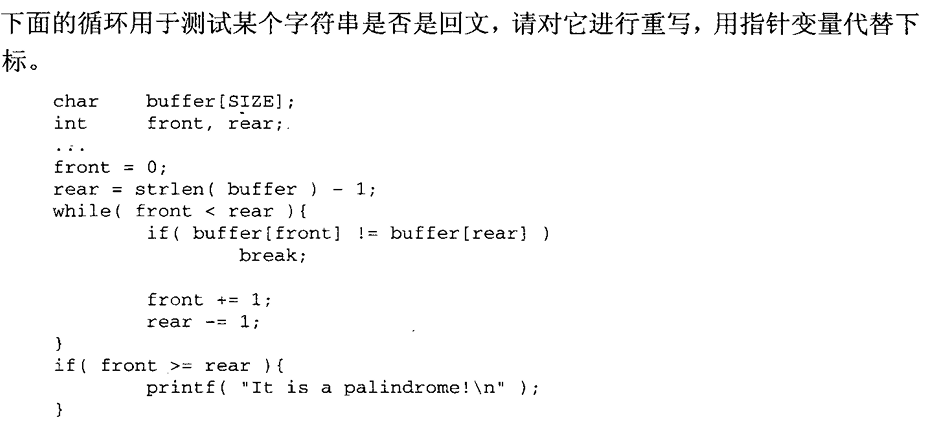 下面的循环用于测试某个字符串是否是回文，请对它进行重写，用指针变量代替下
标。
char    buffer[SIZE];
int     front, rear;
...
front = 0;
rear = strlen( buffer ) - 1;
while( front < rear ){
        if( buffer[front] != buffer[rear] )
                break;
        front += 1;
        rear -= 1;
}
if( front >= rear ){
        printf( "It is a palindrome!\n" );
}